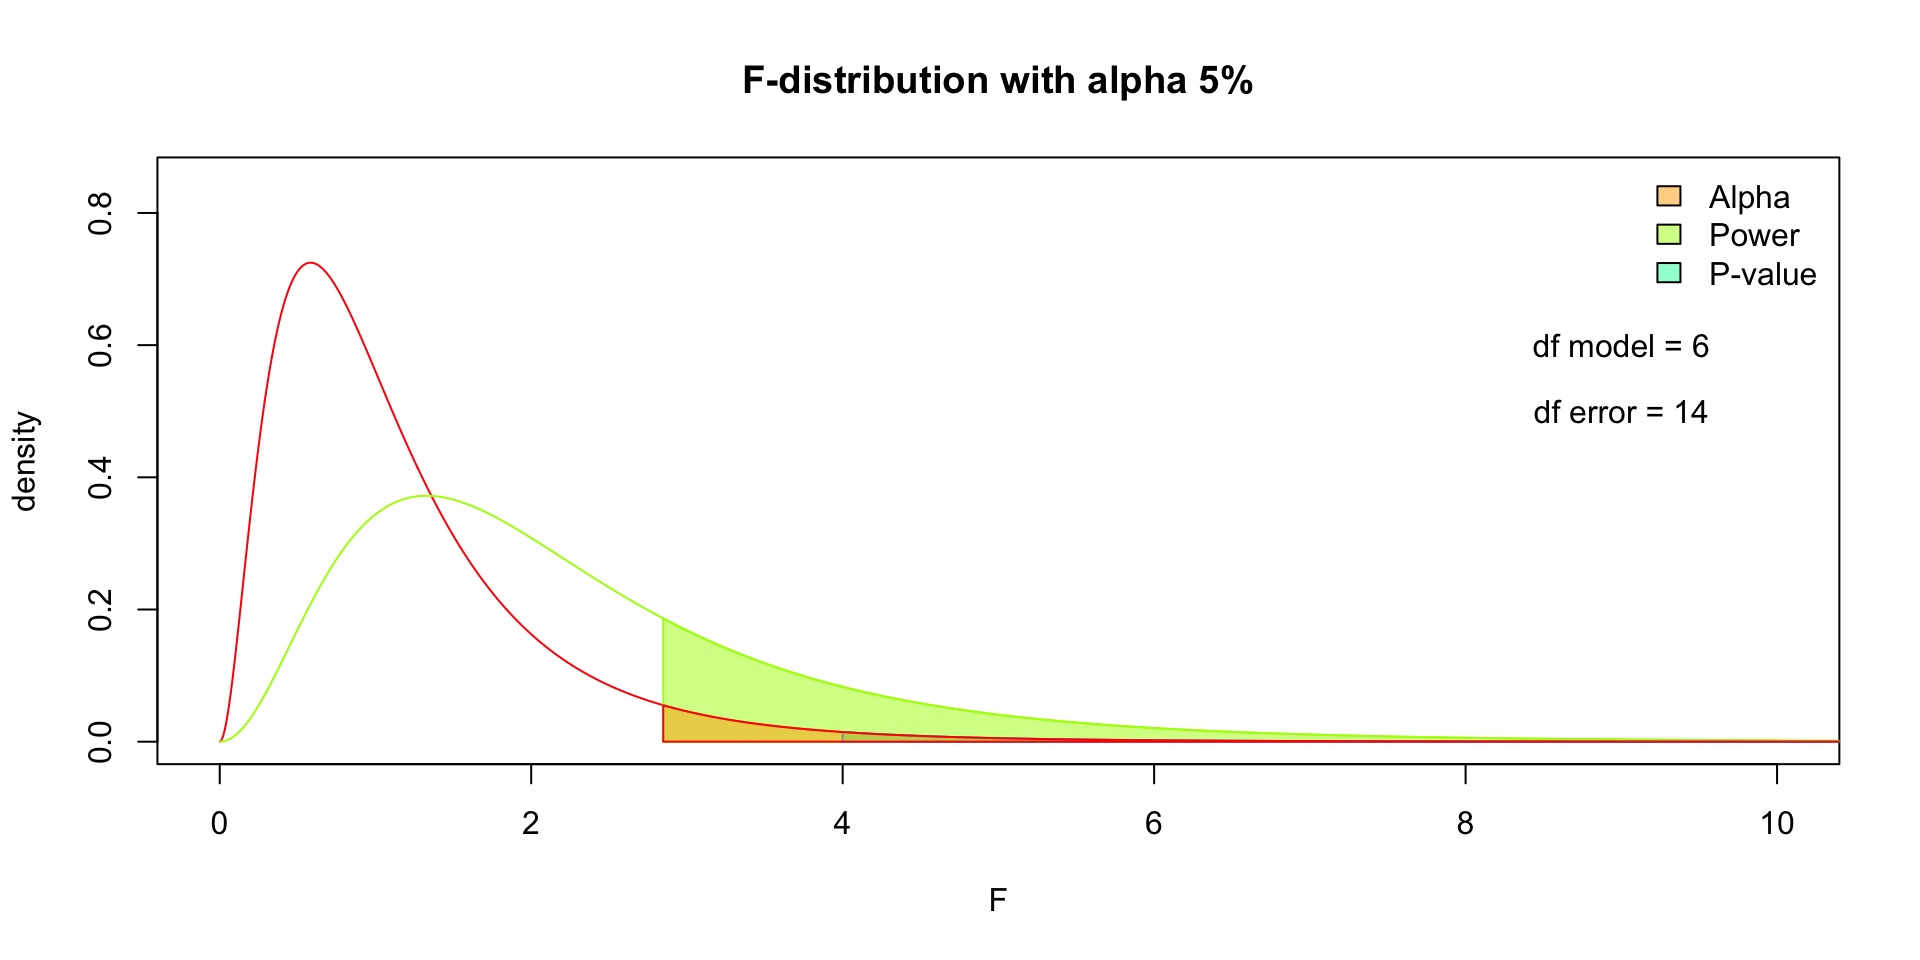 F-distribution with alpha 5%
Alpha
Power
P-value
df model = 6
df error = 14
density
0.8
0.6
0.4
0.2
0.0
0 2 4 6 8 10
F